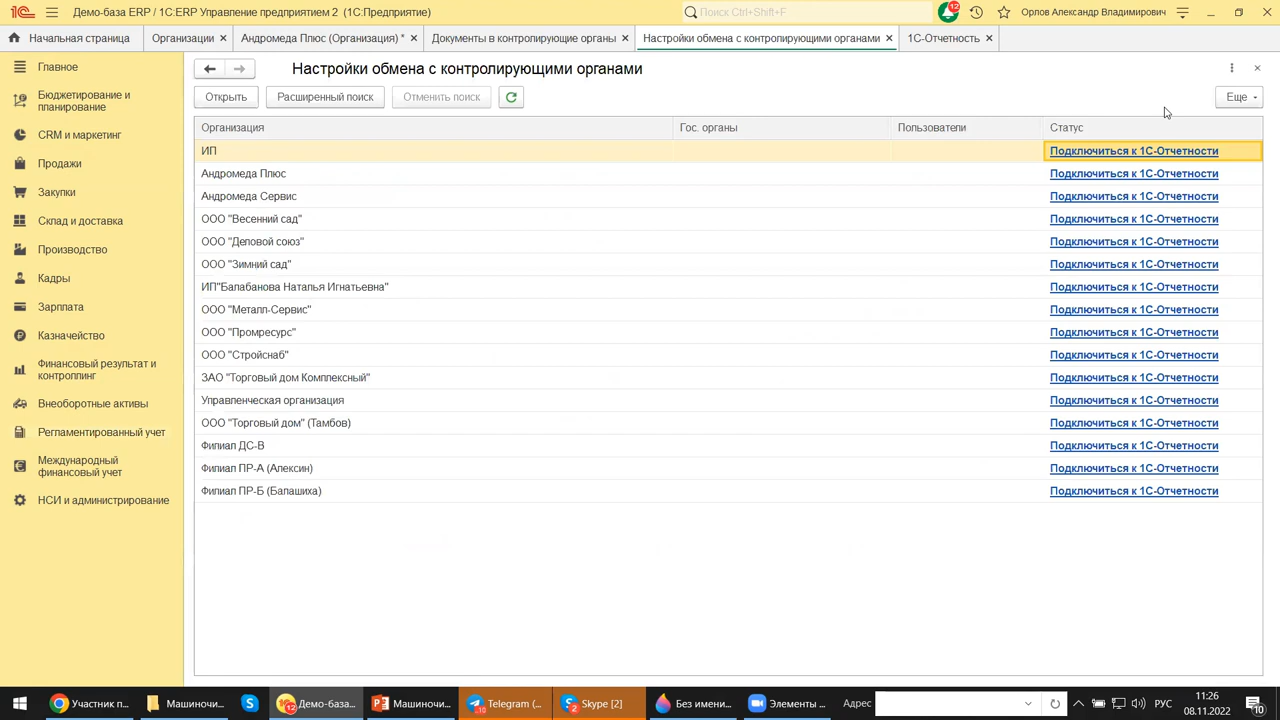 Демо-база ERP / 1С:ERP Управление предприятием 2 (1С:Предприятие)
Поиск Ctrl+Shift+F
12
Орлов Александр Владимирович
Начальная страница
Организации
Андромеда Плюс (Организация) *
Документы в контролирующие органы
Настройки обмена с контролирующими органами
1С-Отчетность
Главное
Бюджетирование и
планирование
CRM и маркетинг
Продажи
Закупки
Склад и доставка
Производство
Кадры
Зарплата
Казначейство
Финансовый результат и
контроллинг
Внеоборотные активы
Регламентированный учет
Международный
финансовый учет
НСИ и администрирование
Настройки обмена с контролирующими органами
Открыть
Расширенный поиск
Отменить поиск
Еще
Организация Гос. органы Пользователи Статус
ИП Подключиться к 1С-Отчетности
Андромеда Плюс Подключиться к 1С-Отчетности
Андромеда Сервис Подключиться к 1С-Отчетности
ООО "Весенний сад" Подключиться к 1С-Отчетности
ООО "Деловой союз" Подключиться к 1С-Отчетности
ООО "Зимний сад" Подключиться к 1С-Отчетности
ИП"Балабанова Наталья Игнатьевна" Подключиться к 1С-Отчетности
ООО "Металл-Сервис" Подключиться к 1С-Отчетности
ООО "Промресурс" Подключиться к 1С-Отчетности
ООО "Стройснаб" Подключиться к 1С-Отчетности
ЗАО "Торговый дом Комплексный" Подключиться к 1С-Отчетности
Управленческая организация Подключиться к 1С-Отчетности
ООО "Торговый дом" (Тамбов) Подключиться к 1С-Отчетности
Филиал ДС-В Подключиться к 1С-Отчетности
Филиал ПР-А (Алексин) Подключиться к 1С-Отчетности
Филиал ПР-Б (Балашиха) Подключиться к 1С-Отчетности
Участник п...
Машиночи...
Демо-база...
Машиночи...
Telegram (...
Skype [2]
Без имени...
Элементы ...
Адрес
РУС
11:26
08.11.2022
10